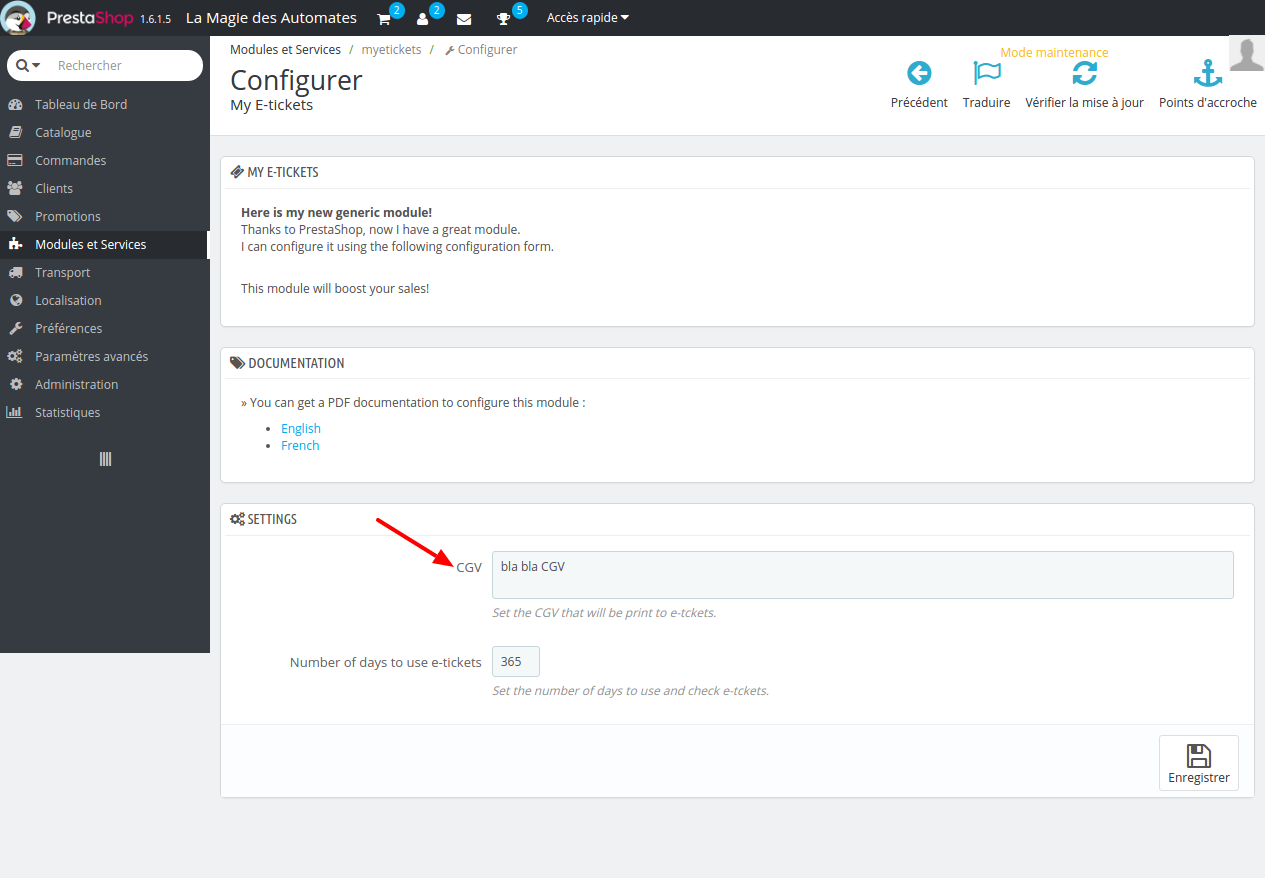 PrestaShop 1.6.1.5 La Magie des Automates 2 2 5 Accès rapide
Rechercher
Tableau de Bord
Catalogue
Commandes
Clients
Promotions
Modules et Services
Transport
Localisation
Préférences
Paramètres avancés
Administration
Statistiques
Modules et Services / myetickets / Configurer
Configurer
My E-tickets
Mode maintenance
Précédent Traduire Vérifier la mise à jour Points d'accroche
MY E-TICKETS
Here is my new generic module!
Thanks to PrestaShop, now I have a great module.
I can configure it using the following configuration form.
This module will boost your sales!
DOCUMENTATION
» You can get a PDF documentation to configure this module :
• English
• French
SETTINGS
CGV bla bla CGV
Set the CGV that will be print to e-tckets.
Number of days to use e-tickets 365
Set the number of days to use and check e-tckets.
Enregistrer